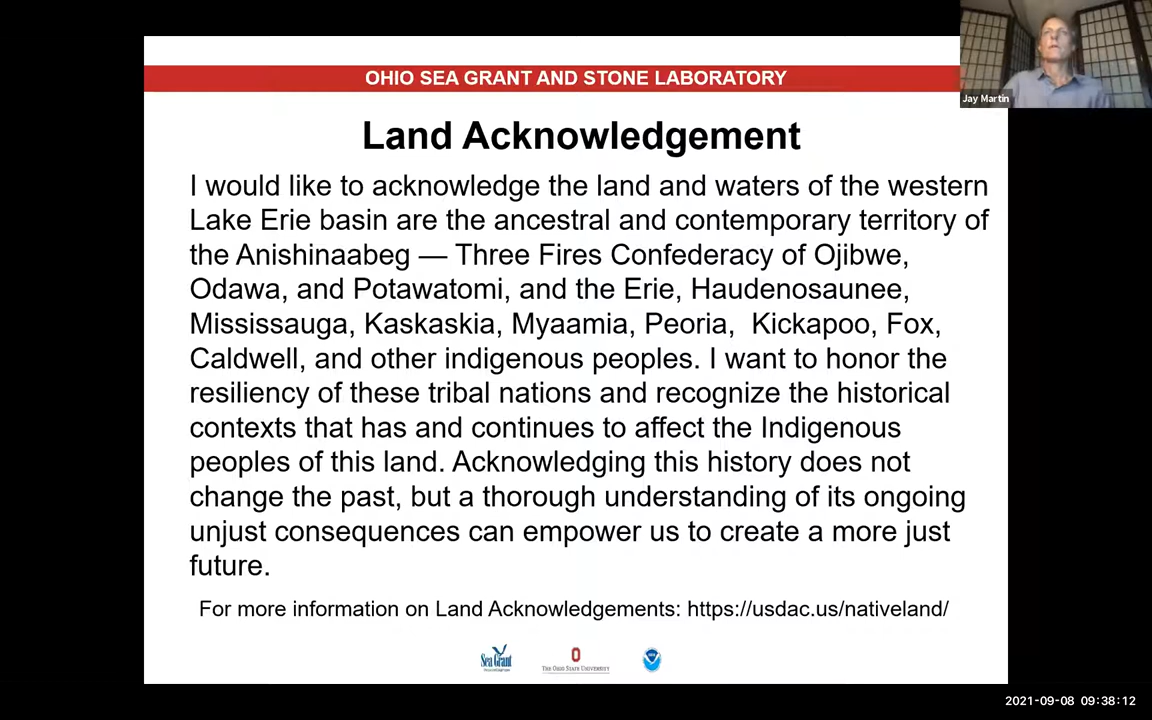 OHIO SEA GRANT AND STONE LABORATORY
Jay Martin
Land Acknowledgement
I would like to acknowledge the land and waters of the western
Lake Erie basin are the ancestral and contemporary territory of
the Anishinaabeg — Three Fires Confederacy of Ojibwe,
Odawa, and Potawatomi, and the Erie, Haudenosaunee,
Mississauga, Kaskaskia, Myaamia, Peoria,  Kickapoo, Fox,
Caldwell, and other indigenous peoples. I want to honor the
resiliency of these tribal nations and recognize the historical
contexts that has and continues to affect the Indigenous
peoples of this land. Acknowledging this history does not
change the past, but a thorough understanding of its ongoing
unjust consequences can empower us to create a more just
future.
For more information on Land Acknowledgements: https://usdac.us/nativeland/
Sea Grant
THE OHIO STATE UNIVERSITY
2021-09-08 09:38:12